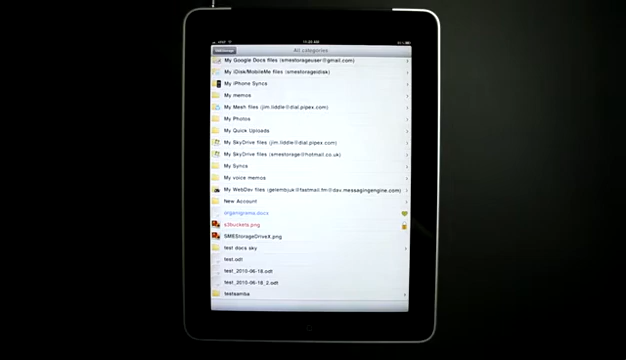 All categories
My Google Docs files (smestorageuser@gmail.com)
My iDisk/MobileMe files (smestorageidisk)
My iPhone Syncs
My memos
My Mesh files (jim.liddle@dial.pipex.com)
My Photos
My Quick Uploads
My SkyDrive files (jim.liddle@dial.pipex.com)
My SkyDrive files (smestorage@hotmail.co.uk)
My Syncs
My voice memos
My WebDav files
New Account
s3buckets.png
SMEStorageDriveX.png
test docs sky
test.odt
test_2010-06-18.odt
test_2010-06-18_2.odt
testsamba